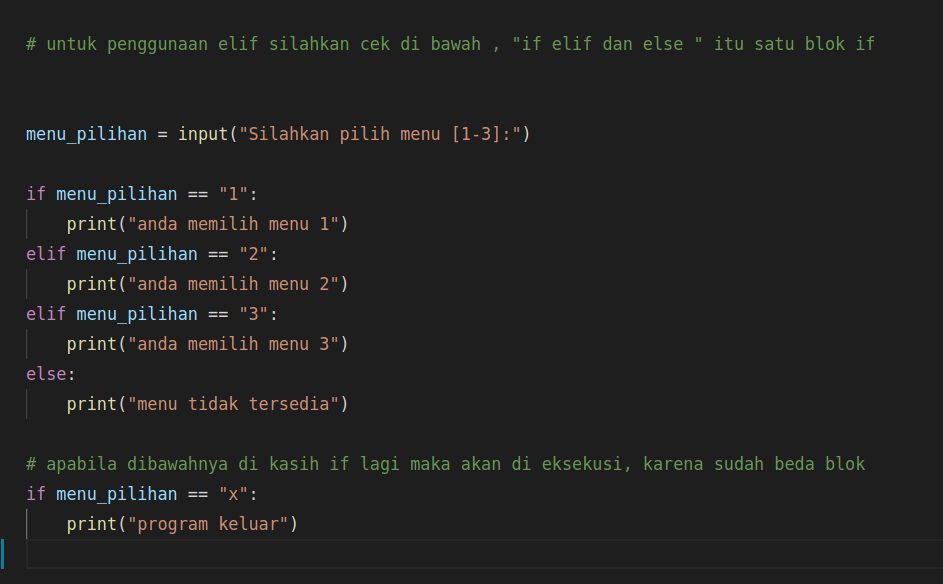 # untuk penggunaan elif silahkan cek di bawah , "if elif dan else " itu satu blok if
menu_pilihan = input("Silahkan pilih menu [1-3]:")
if menu_pilihan == "1":
    print("anda memilih menu 1")
elif menu_pilihan == "2":
    print("anda memilih menu 2")
elif menu_pilihan == "3":
    print("anda memilih menu 3")
else:
    print("menu tidak tersedia")
# apabila dibawahnya di kasih if lagi maka akan di eksekusi, karena sudah beda blok
if menu_pilihan == "x":
    print("program keluar")